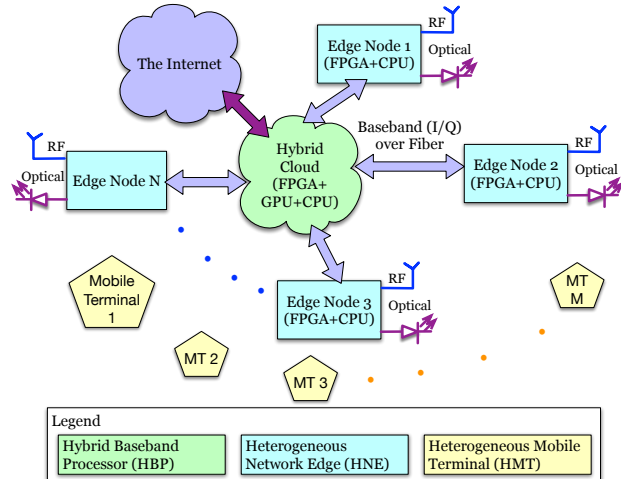 RF
Edge Node 1
(FPGA+CPU)
Optical
The Internet
Baseband (I/Q)
over Fiber
RF
Optical
Edge Node N
Hybrid
Cloud
(FPGA+
GPU+CPU)
RF
Edge Node 2
(FPGA+CPU)
Optical
Mobile
Terminal
1
RF
Edge Node 3
(FPGA+CPU)
Optical
MT
M
MT 2
MT 3
Legend
Hybrid Baseband
Processor (HBP)
Heterogeneous
Network Edge (HNE)
Heterogeneous Mobile
Terminal (HMT)